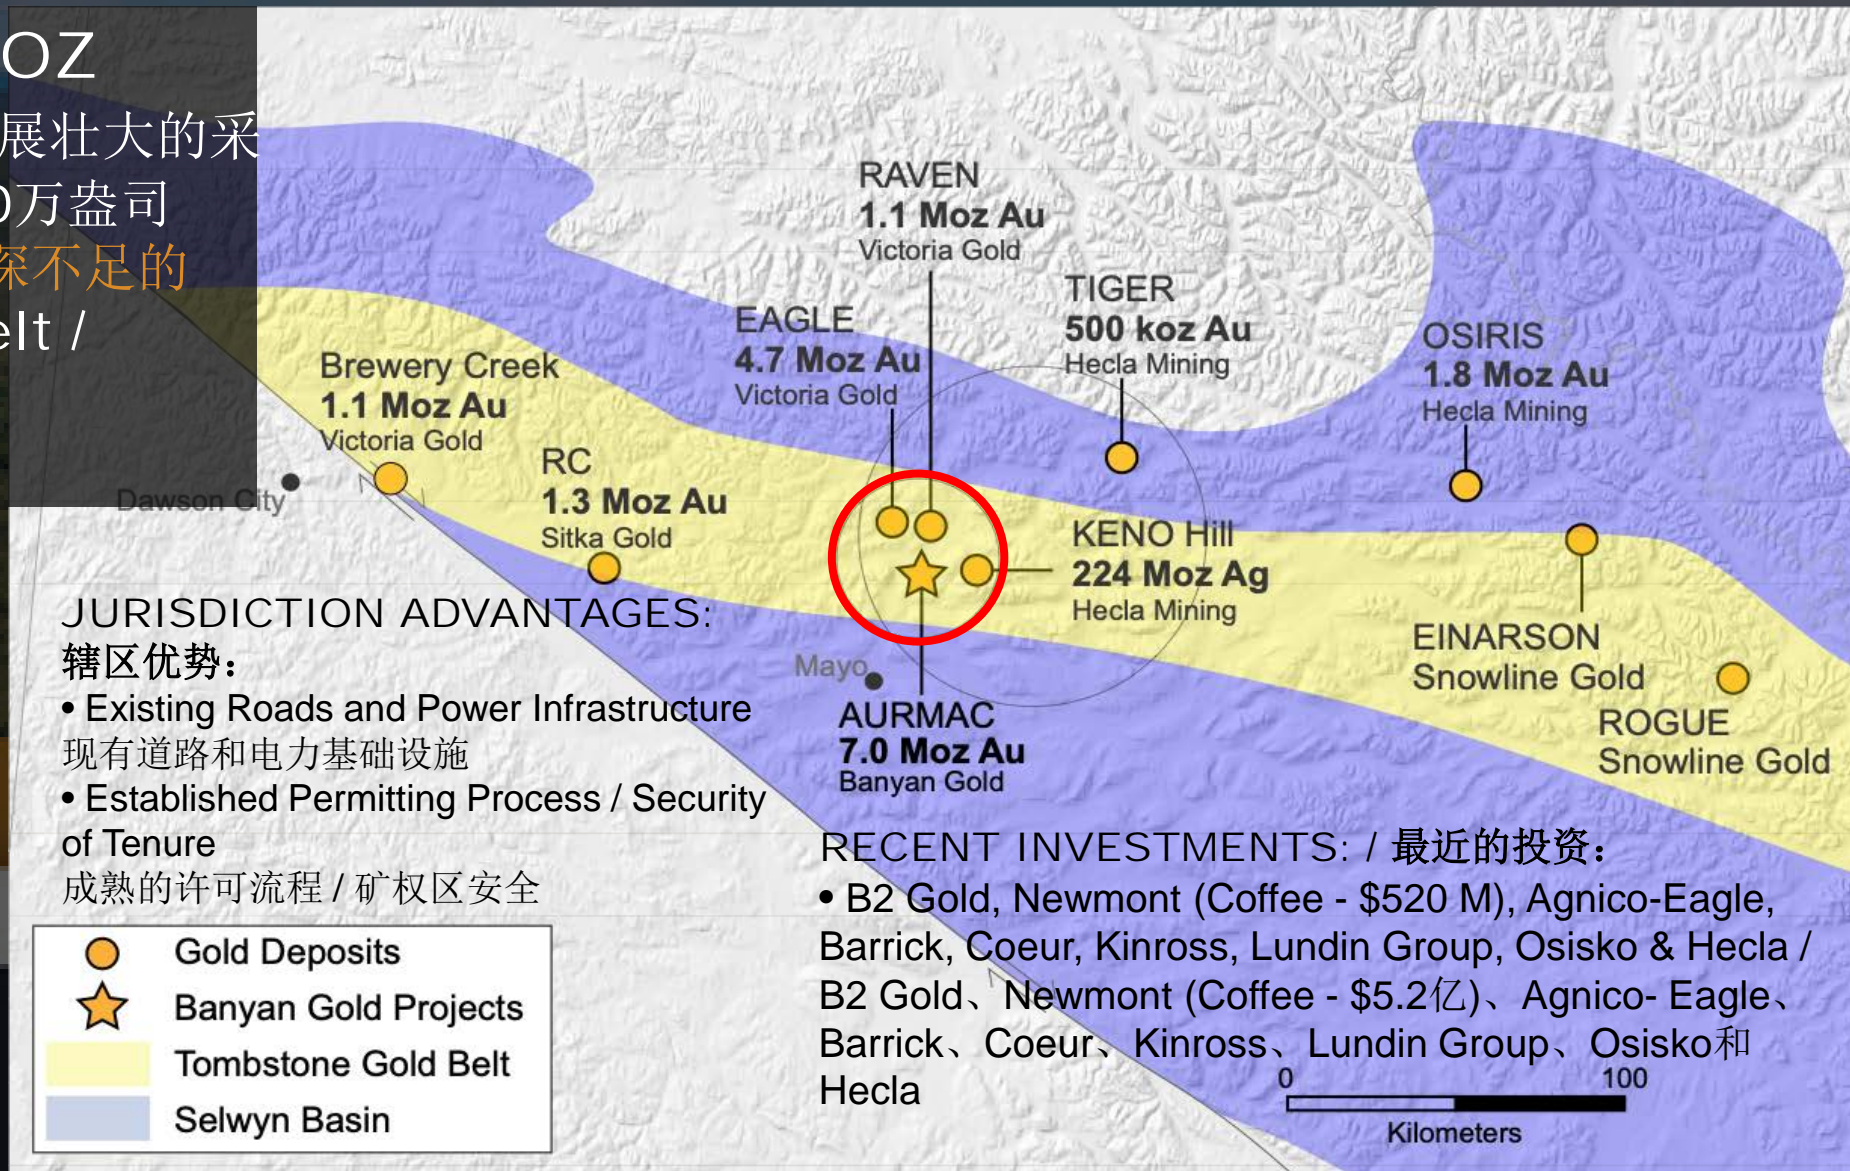 OZ
展壮大的采
0万盎司
深不足的
elt /
RAVEN
1.1 Moz Au
Victoria Gold
TIGER
500 koz Au
Hecla Mining
EAGLE
4.7 Moz Au
Victoria Gold
OSIRIS
1.8 Moz Au
Hecla Mining
Brewery Creek
1.1 Moz Au
Victoria Gold
RC
1.3 Moz Au
Sitka Gold
Dawson City
KENO Hill
224 Moz Ag
Hecla Mining
EINARSON
Snowline Gold
ROGUE
Snowline Gold
Mayo
AURMAC
7.0 Moz Au
Banyan Gold
JURISDICTION ADVANTAGES:
辖区优势：
• Existing Roads and Power Infrastructure
现有道路和电力基础设施
• Established Permitting Process / Security
of Tenure
成熟的许可流程 / 矿权区安全
RECENT INVESTMENTS: / 最近的投资：
• B2 Gold, Newmont (Coffee - $520 M), Agnico-Eagle,
Barrick, Coeur, Kinross, Lundin Group, Osisko & Hecla /
B2 Gold、Newmont (Coffee - $5.2亿)、Agnico- Eagle、
Barrick、Coeur、Kinross、Lundin Group、Osisko和
Hecla
Gold Deposits
Banyan Gold Projects
Tombstone Gold Belt
Selwyn Basin
0 100
Kilometers